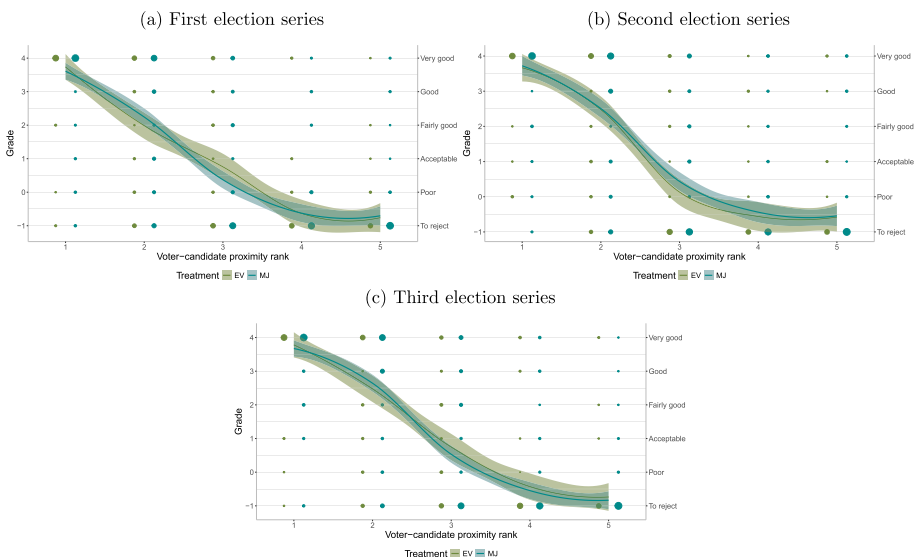 (a) First election series
Grade
4
3
2
1
0
−1
Very good
Good
Fairly good
Acceptable
Poor
To reject
1 2 3 4 5
Voter−candidate proximity rank
Treatment EV MJ
(b) Second election series
Grade
4
3
2
1
0
−1
Very good
Good
Fairly good
Acceptable
Poor
To reject
1 2 3 4 5
Voter−candidate proximity rank
Treatment EV MJ
(c) Third election series
Grade
4
3
2
1
0
−1
Very good
Good
Fairly good
Acceptable
Poor
To reject
1 2 3 4 5
Voter−candidate proximity rank
Treatment EV MJ